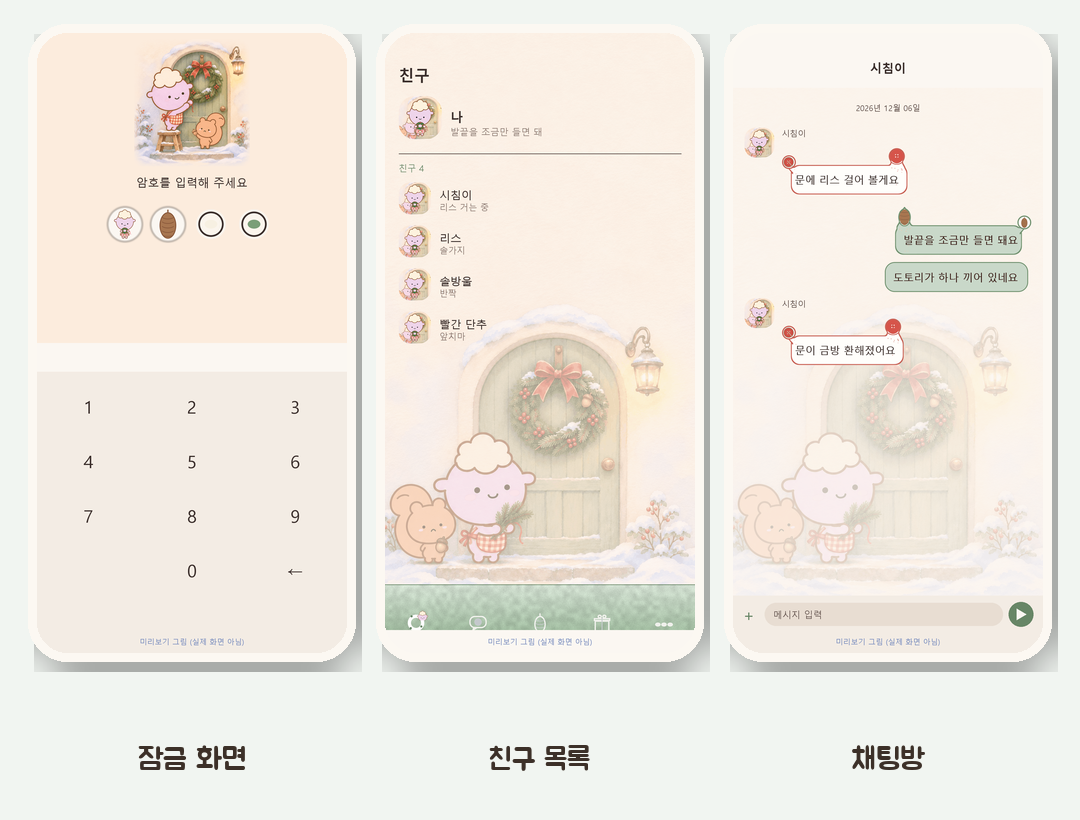 암호를 입력해 주세요
1 2 3
4 5 6
7 8 9
0 ←
미리보기 그림 (실제 화면 아님)
잠금 화면
친구
나
발끝을 조금만 들면 돼
친구 4
시침이
리스 거는 중
리스
솔가지
솔방울
반짝
빨간 단추
앞치마
미리보기 그림 (실제 화면 아님)
친구 목록
시침이
2026년 12월 06일
시침이
문에 리스 걸어 볼게요
발끝을 조금만 들면 돼요
도토리가 하나 끼어 있네요
시침이
문이 금방 환해졌어요
+ 메시지 입력
미리보기 그림 (실제 화면 아님)
채팅방